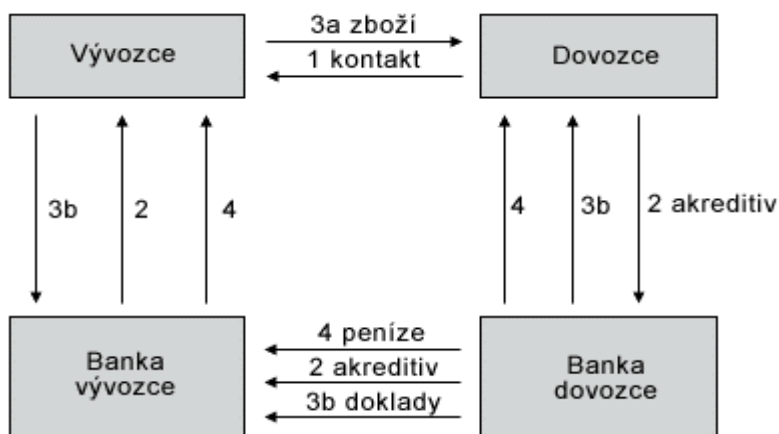 3a zboží
Vývozce
1 kontakt
Dovozce
3b
2
4
4
3b
2 akreditiv
4 peníze
Banka
vývozce
2 akreditiv
3b doklady
Banka
dovozce